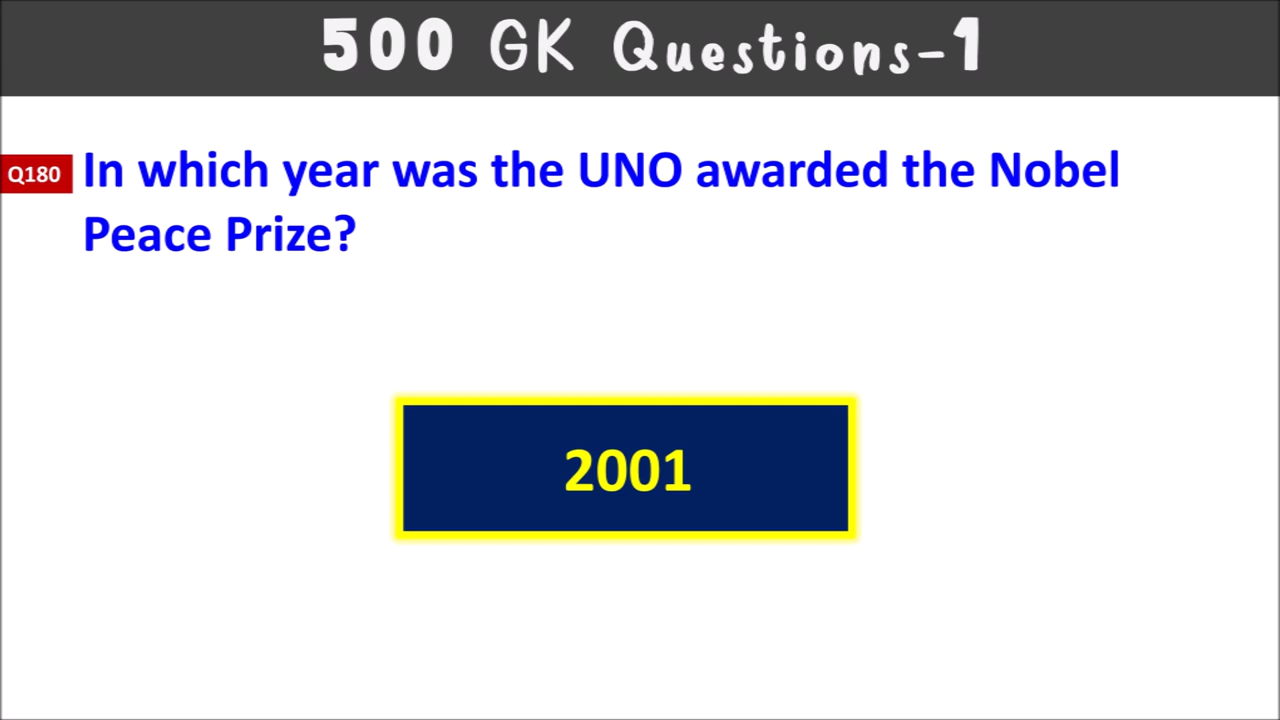 500 GK Questions-1
Q180 In which year was the UNO awarded the Nobel
Peace Prize?
2001